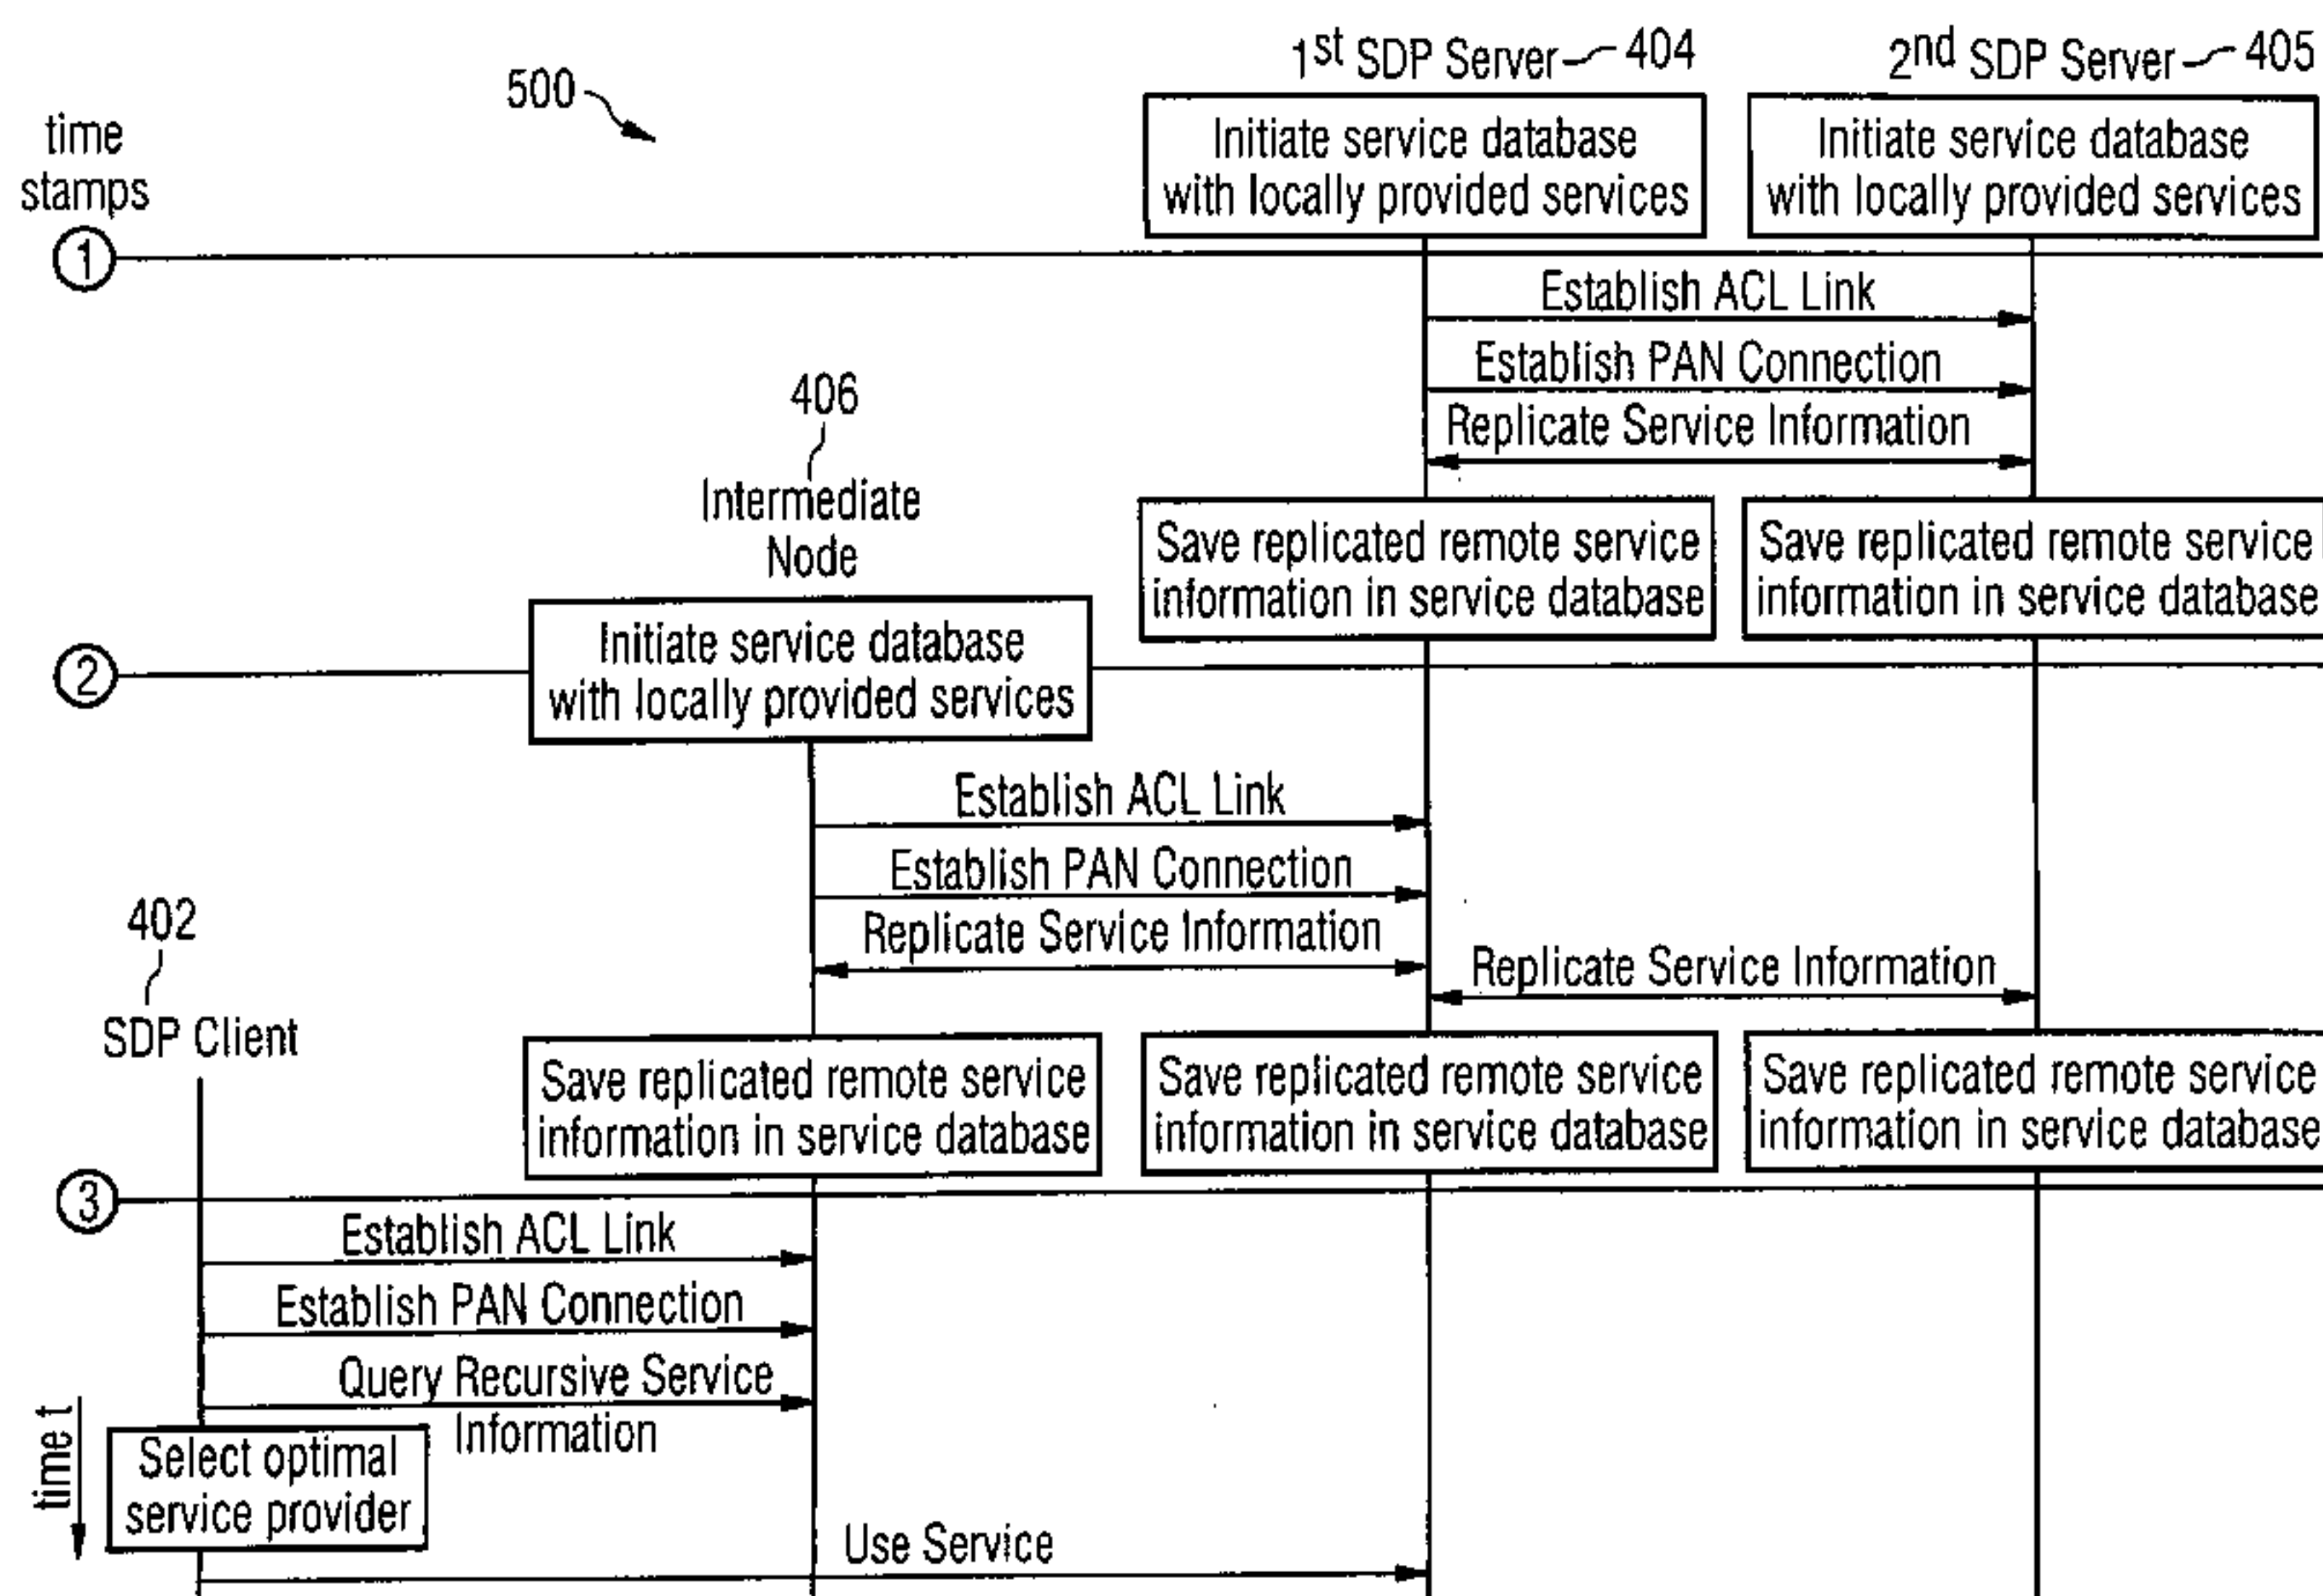 1st SDP Server 404
2nd SDP Server 405
500
time
stamps
Initiate service database
with locally provided services
Initiate service database
with locally provided services
1
Establish ACL Link
Establish PAN Connection
406
Replicate Service Information
Intermediate
Node
Save replicated remote service
information in service database
Save replicated remote service
information in service database
2
Initiate service database
with locally provided services
Establish ACL Link
Establish PAN Connection
402
Replicate Service Information
Replicate Service Information
SDP Client
Save replicated remote service
information in service database
Save replicated remote service
information in service database
Save replicated remote service
information in service database
3
Establish ACL Link
Establish PAN Connection
Query Recursive Service
Information
time t
Select optimal
service provider
Use Service